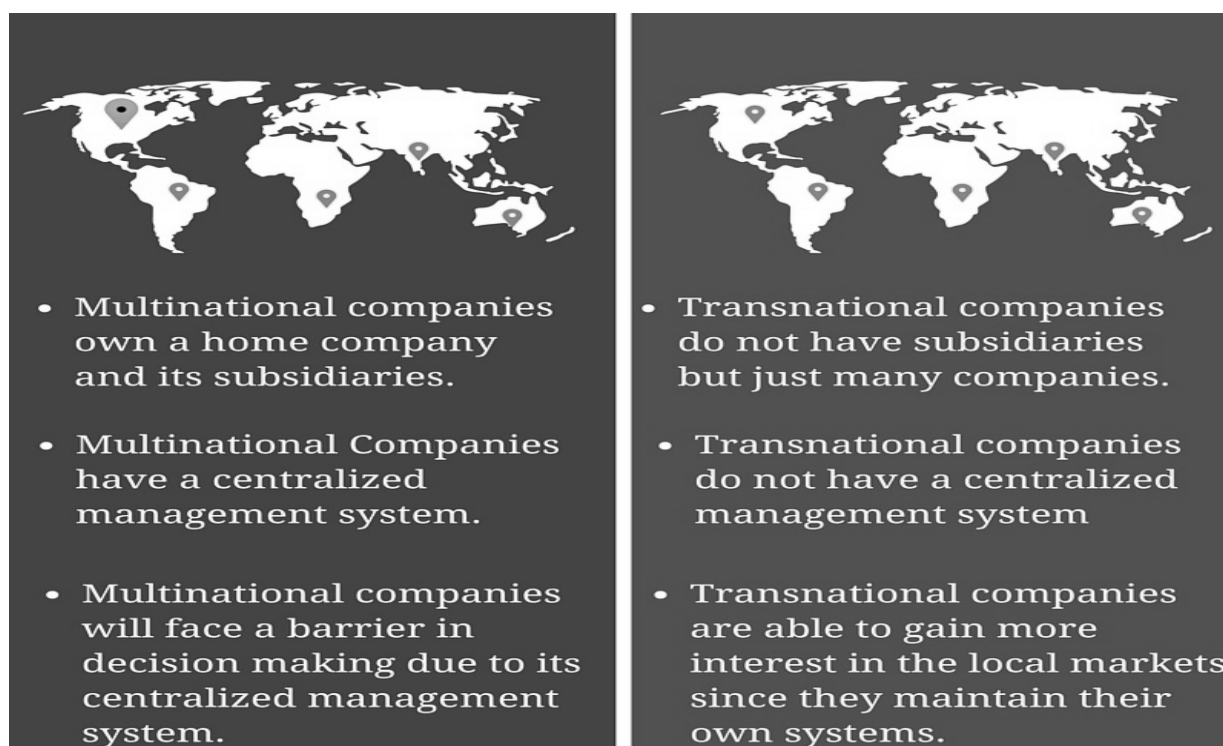 • Multinational companies
own a home company
and its subsidiaries.
• Multinational Companies
have a centralized
management system.
• Multinational companies
will face a barrier in
decision making due to its
centralized management
system.
• Transnational companies
do not have subsidiaries
but just many companies.
• Transnational companies
do not have a centralized
management system
• Transnational companies
are able to gain more
interest in the local markets
since they maintain their
own systems.